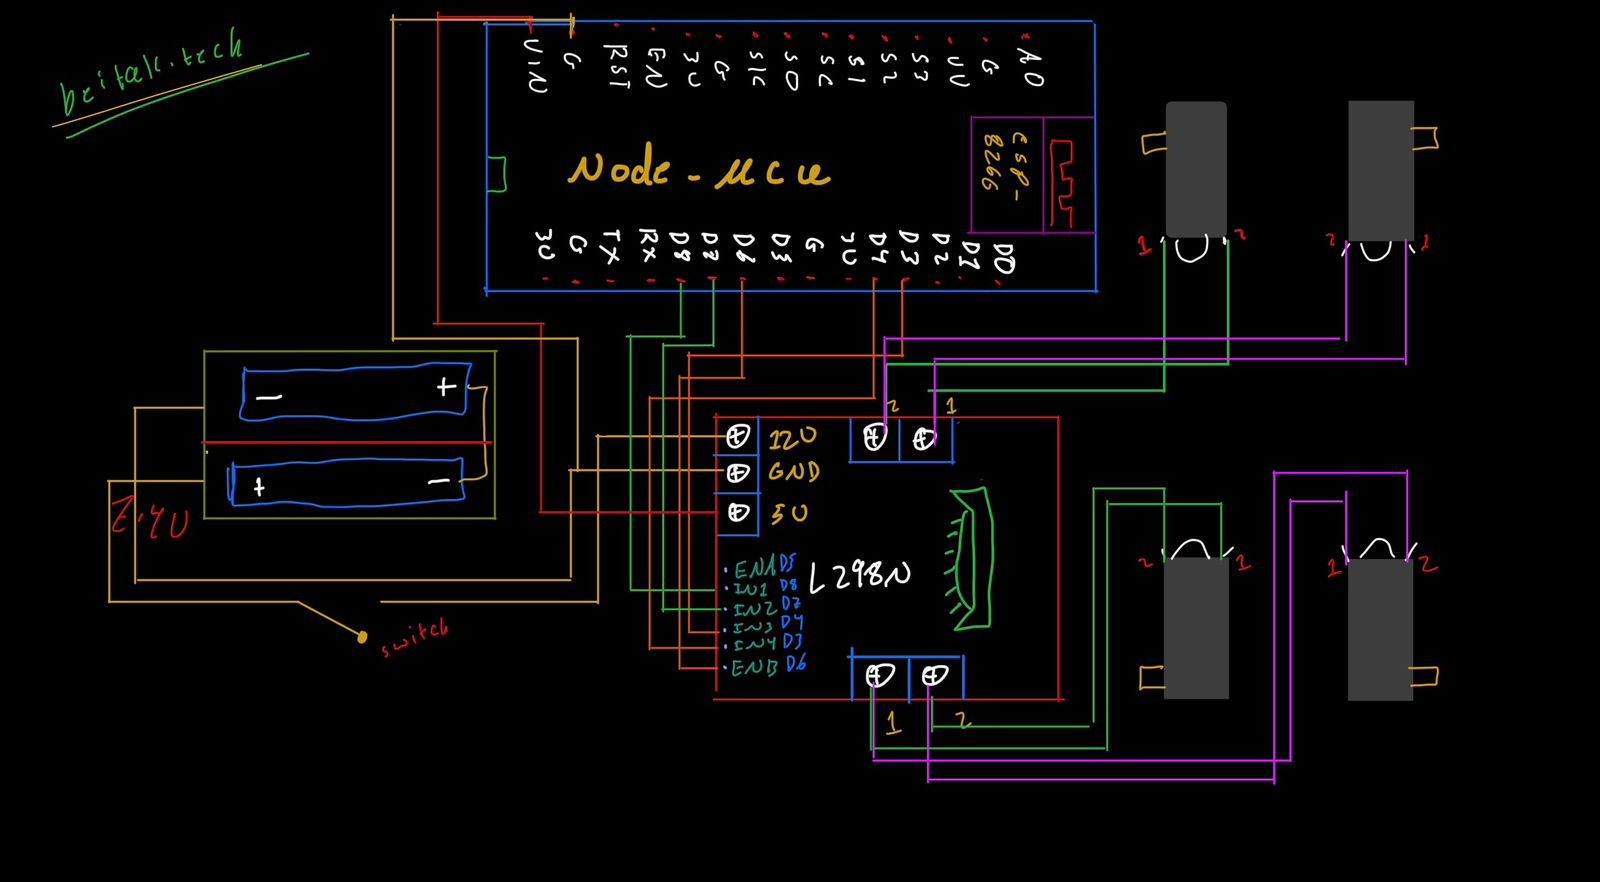 beitak.tech
VIN G RST EN 3V G SK SO SC S1 S2 S3 VV G A0
Node-MCU
ESP-
8266
3V G TX RX D8 D7 D6 D5 G 3V D4 D3 D2 D1 D0
1 2
2 1
- +
+ -
7.4V
switch
2 1
12V
GND
5V
ENA D5
IN1 D8
IN2 D7
IN3 D4
IN4 D3
ENB D6
L298N
1 2
2 1
1 2